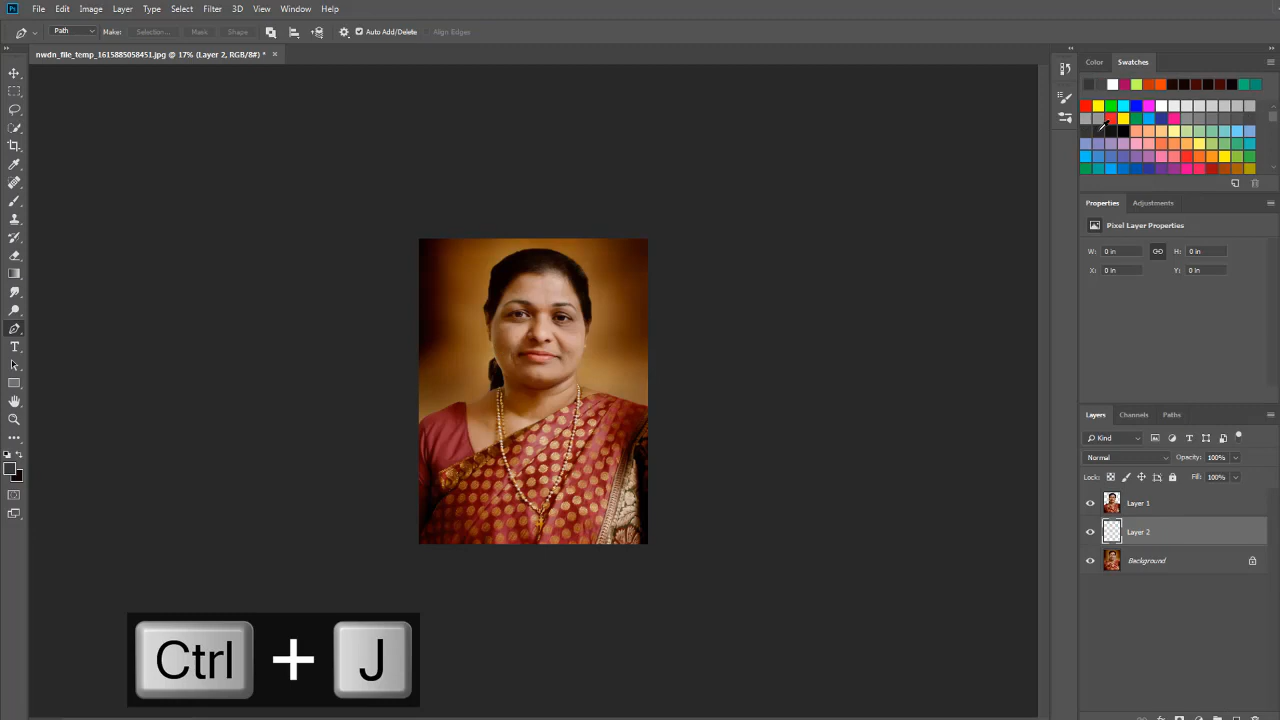 Ps File Edit Image Layer Type Select Filter 3D View Window Help
Path Make: Selection... Mask Shape Auto Add/Delete Align Edges
nwdn_file_temp_1615885058451.jpg @ 17% (Layer 2, RGB/8#) * ×
Color Swatches
Properties Adjustments
Pixel Layer Properties
W: 0 in H: 0 in
X: 0 in Y: 0 in
Layers Channels Paths
Kind
Normal Opacity: 100%
Lock: Fill: 100%
Layer 1
Layer 2
Background
Ctrl + J